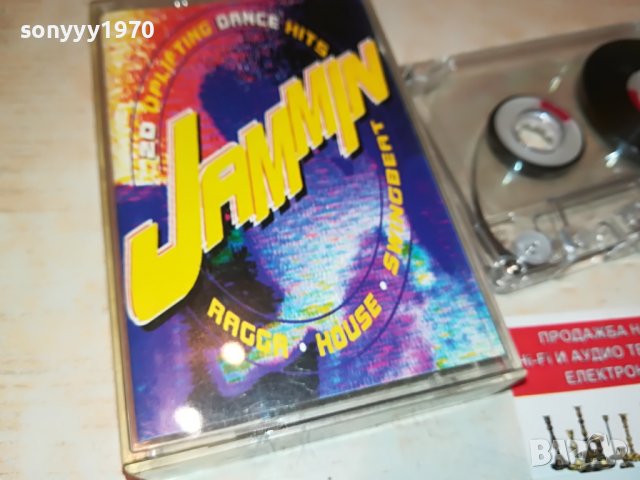 sonyyy1970
20 UPLIFTING DANCE HITS
JAMMIN
RAGGA · HOUSE · SWINGBEAT
ПРОДАЖБА Н
Hi-Fi И АУДИО ТЕ
ЕЛЕКТРОН